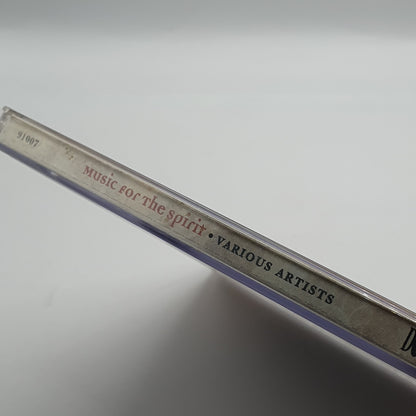 91007 Music for The Spirit • VARIOUS ARTISTS